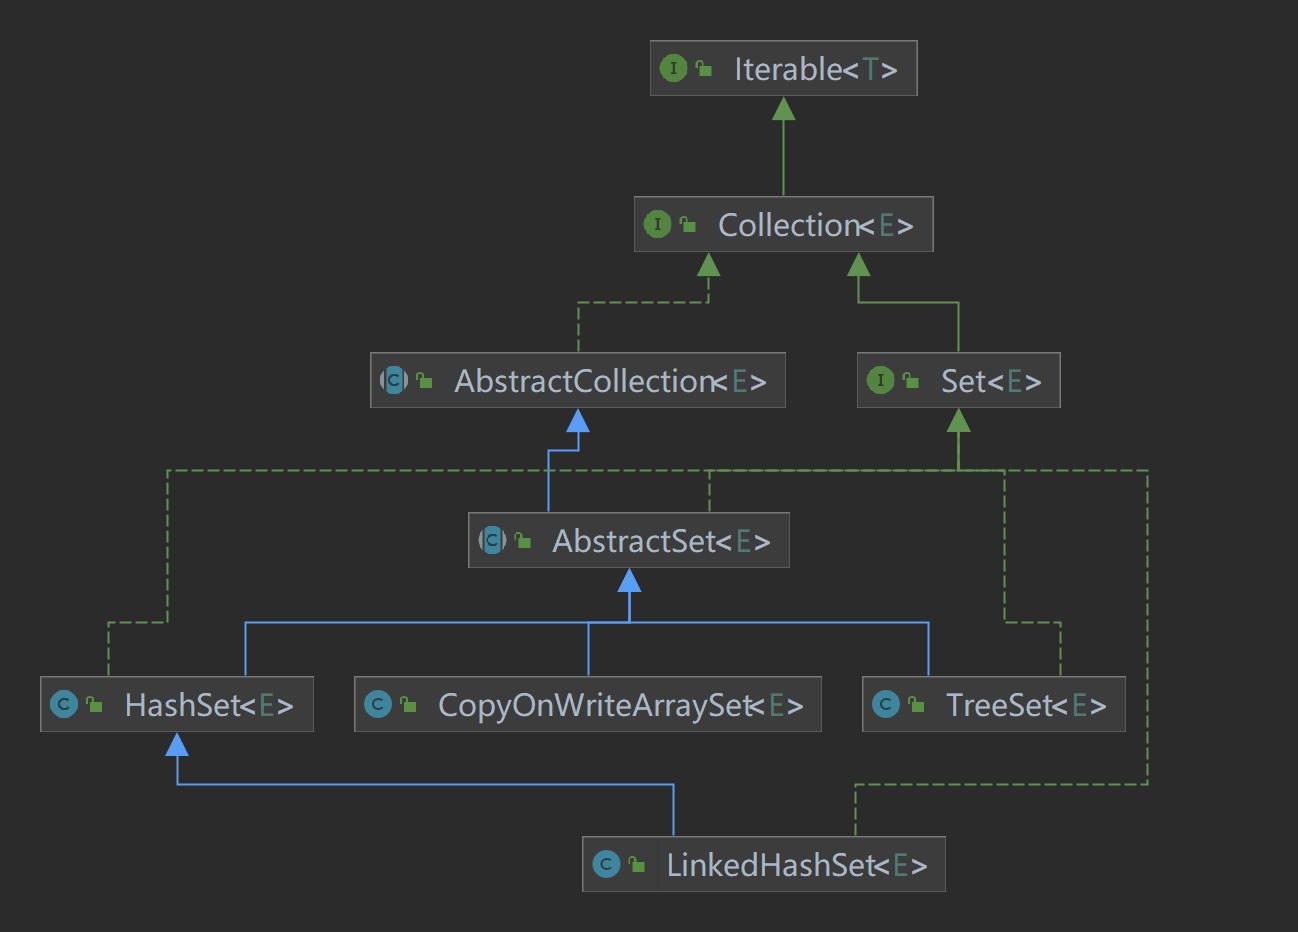 I Iterable<T>
I Collection<E>
C AbstractCollection<E>
I Set<E>
C AbstractSet<E>
C HashSet<E>
C CopyOnWriteArraySet<E>
C TreeSet<E>
C LinkedHashSet<E>